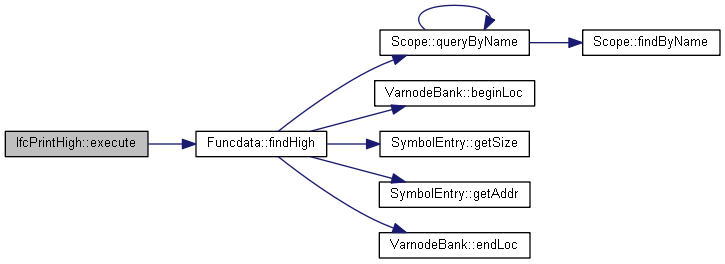 Scope::queryByName
Scope::findByName
VarnodeBank::beginLoc
IfcPrintHigh::execute
Funcdata::findHigh
SymbolEntry::getSize
SymbolEntry::getAddr
VarnodeBank::endLoc